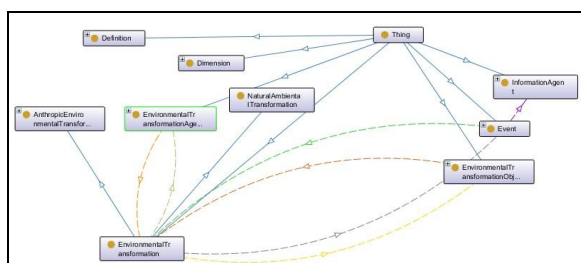 Thing
Definition
Dimension
InformationAgen
t
AnthropicEnviro
nmentalTransfor...
EnvironmentalTr
ansformationAge...
NaturalAmbienta
lTransformation
Event
EnvironmentalTr
ansformationObj...
EnvironmentalTr
ansformation